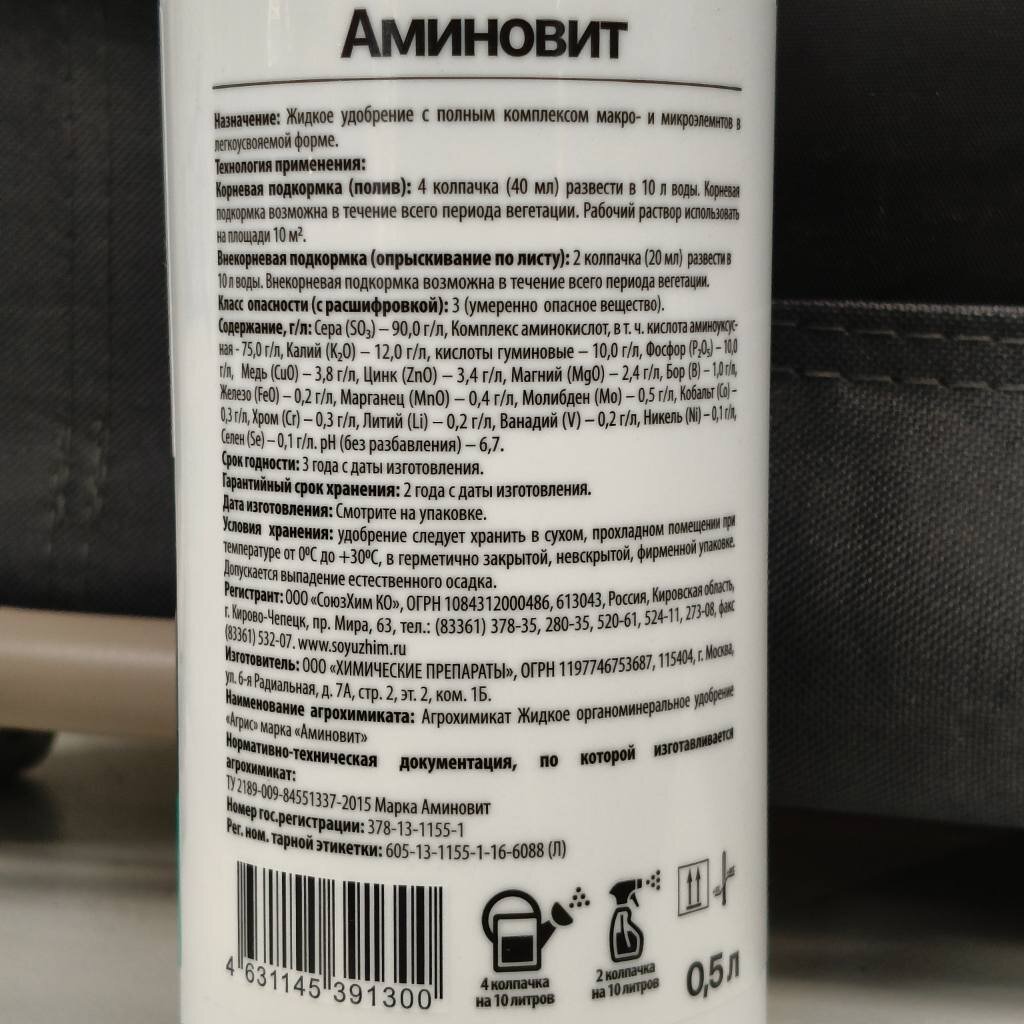 Аминовит
Назначение: Жидкое удобрение с полным комплексом макро- и микроэлемнтов в
легкоусвояемой форме.
Технология применения:
Корневая подкормка (полив): 4 колпачка (40 мл) развести в 10 л воды. Корневая
подкормка возможна в течение всего периода вегетации. Рабочий раствор использовать
на площади 10 м².
Внекорневая подкормка (опрыскивание по листу): 2 колпачка (20 мл) развести в
10 л воды. Внекорневая подкормка возможна в течение всего периода вегетации.
Класс опасности (с расшифровкой): 3 (умеренно опасное вещество).
Содержание, г/л: Сера (SO₃) – 90,0 г/л, Комплекс аминокислот, в т. ч. кислота аминоуксус-
ная - 75,0 г/л, Калий (K₂O) – 12,0 г/л, кислоты гуминовые – 10,0 г/л, Фосфор (P₂O₅) – 10,0
г/л, Медь (CuO) – 3,8 г/л, Цинк (ZnO) – 3,4 г/л, Магний (MgO) – 2,4 г/л, Бор (B) – 1,0 г/л,
Железо (FeO) – 0,2 г/л, Марганец (MnO) – 0,4 г/л, Молибден (Mo) – 0,5 г/л, Кобальт (Co) –
0,3 г/л, Хром (Cr) – 0,3 г/л, Литий (Li) – 0,2 г/л, Ванадий (V) – 0,2 г/л, Никель (Ni) – 0,1 г/л,
Селен (Se) – 0,1 г/л. pH (без разбавления) – 6,7.
Срок годности: 3 года с даты изготовления.
Гарантийный срок хранения: 2 года с даты изготовления.
Дата изготовления: Смотрите на упаковке.
Условия хранения: удобрение следует хранить в сухом, прохладном помещении при
температуре от 0⁰С до +30⁰С, в герметично закрытой, невскрытой, фирменной упаковке.
Допускается выпадение естественного осадка.
Регистрант: ООО «СоюзХим КО», ОГРН 1084312000486, 613043, Россия, Кировская область,
г. Кирово-Чепецк, пр. Мира, 63, тел.: (83361) 378-35, 280-35, 520-61, 524-11, 273-08, факс
(83361) 532-07. www.soyuzhim.ru
Изготовитель: ООО «ХИМИЧЕСКИЕ ПРЕПАРАТЫ», ОГРН 1197746753687, 115404, г. Москва,
ул. 6-я Радиальная, д. 7А, стр. 2, эт. 2, ком. 1Б.
Наименование агрохимиката: Агрохимикат Жидкое органоминеральное удобрение
«Агрис» марка «Аминовит»
Нормативно-техническая документация, по которой изготавливается
агрохимикат:
ТУ 2189-009-84551337-2015 Марка Аминовит
Номер гос.регистрации: 378-13-1155-1
Рег. ном. тарной этикетки: 605-13-1155-1-16-6088 (Л)
4 631145 391300
4 колпачка
на 10 литров
2 колпачка
на 10 литров
0,5 л